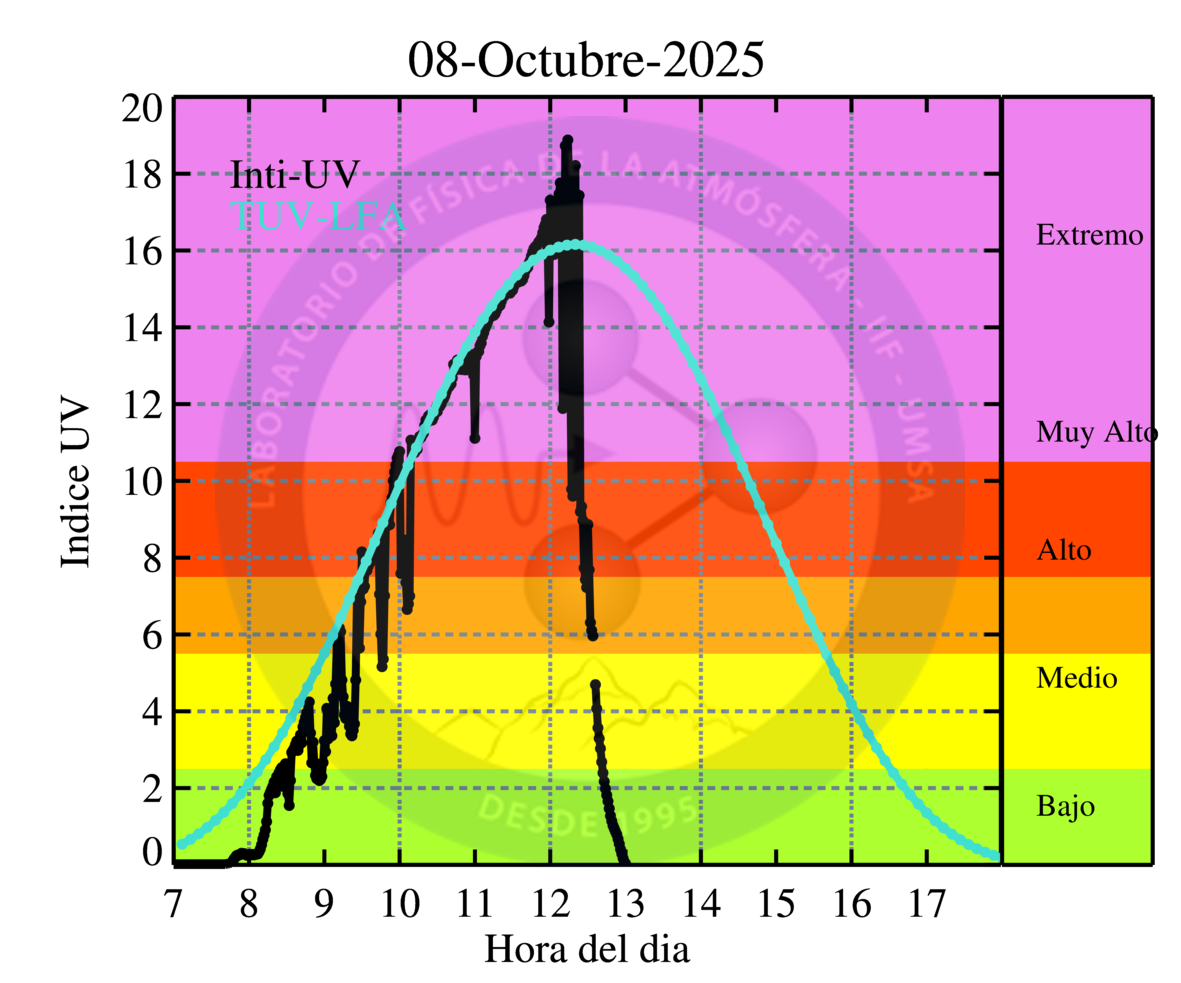 08-Octubre-2025
20
18
16
14
12
10
8
6
4
2
0
Indice UV
Inti-UV
TUV-LFA
LABORATORIO DE FÍSICA DE LA ATMÓSFERA - IIF - UMSA
DESDE 1995
Extremo
Muy Alto
Alto
Medio
Bajo
7 8 9 10 11 12 13 14 15 16 17
Hora del dia